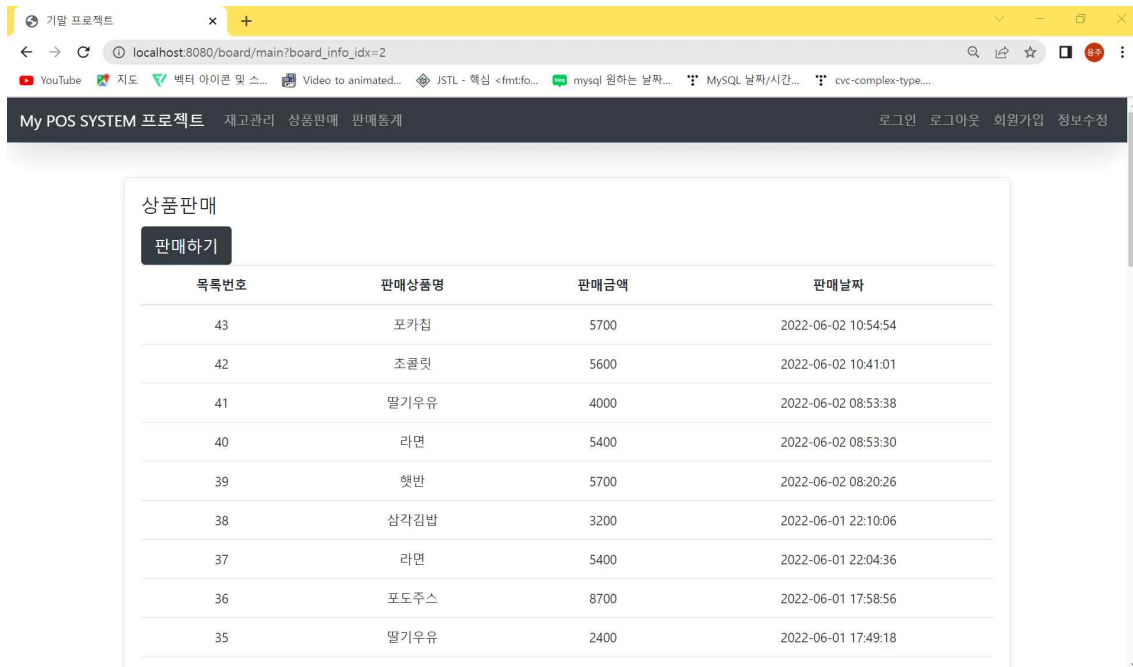 기말 프로젝트
localhost:8080/board/main?board_info_idx=2
용주
YouTube 지도 벡터 아이콘 및 스... Video to animated... JSTL - 핵심 <fmt:fo... mysql 원하는 날짜... MySQL 날짜/시간... cvc-complex-type....
My POS SYSTEM 프로젝트 재고관리 상품판매 판매통계 로그인 로그아웃 회원가입 정보수정
상품판매
판매하기
목록번호 판매상품명 판매금액 판매날짜
43 포카칩 5700 2022-06-02 10:54:54
42 초콜릿 5600 2022-06-02 10:41:01
41 딸기우유 4000 2022-06-02 08:53:38
40 라면 5400 2022-06-02 08:53:30
39 햇반 5700 2022-06-02 08:20:26
38 삼각김밥 3200 2022-06-01 22:10:06
37 라면 5400 2022-06-01 22:04:36
36 포도주스 8700 2022-06-01 17:58:56
35 딸기우유 2400 2022-06-01 17:49:18